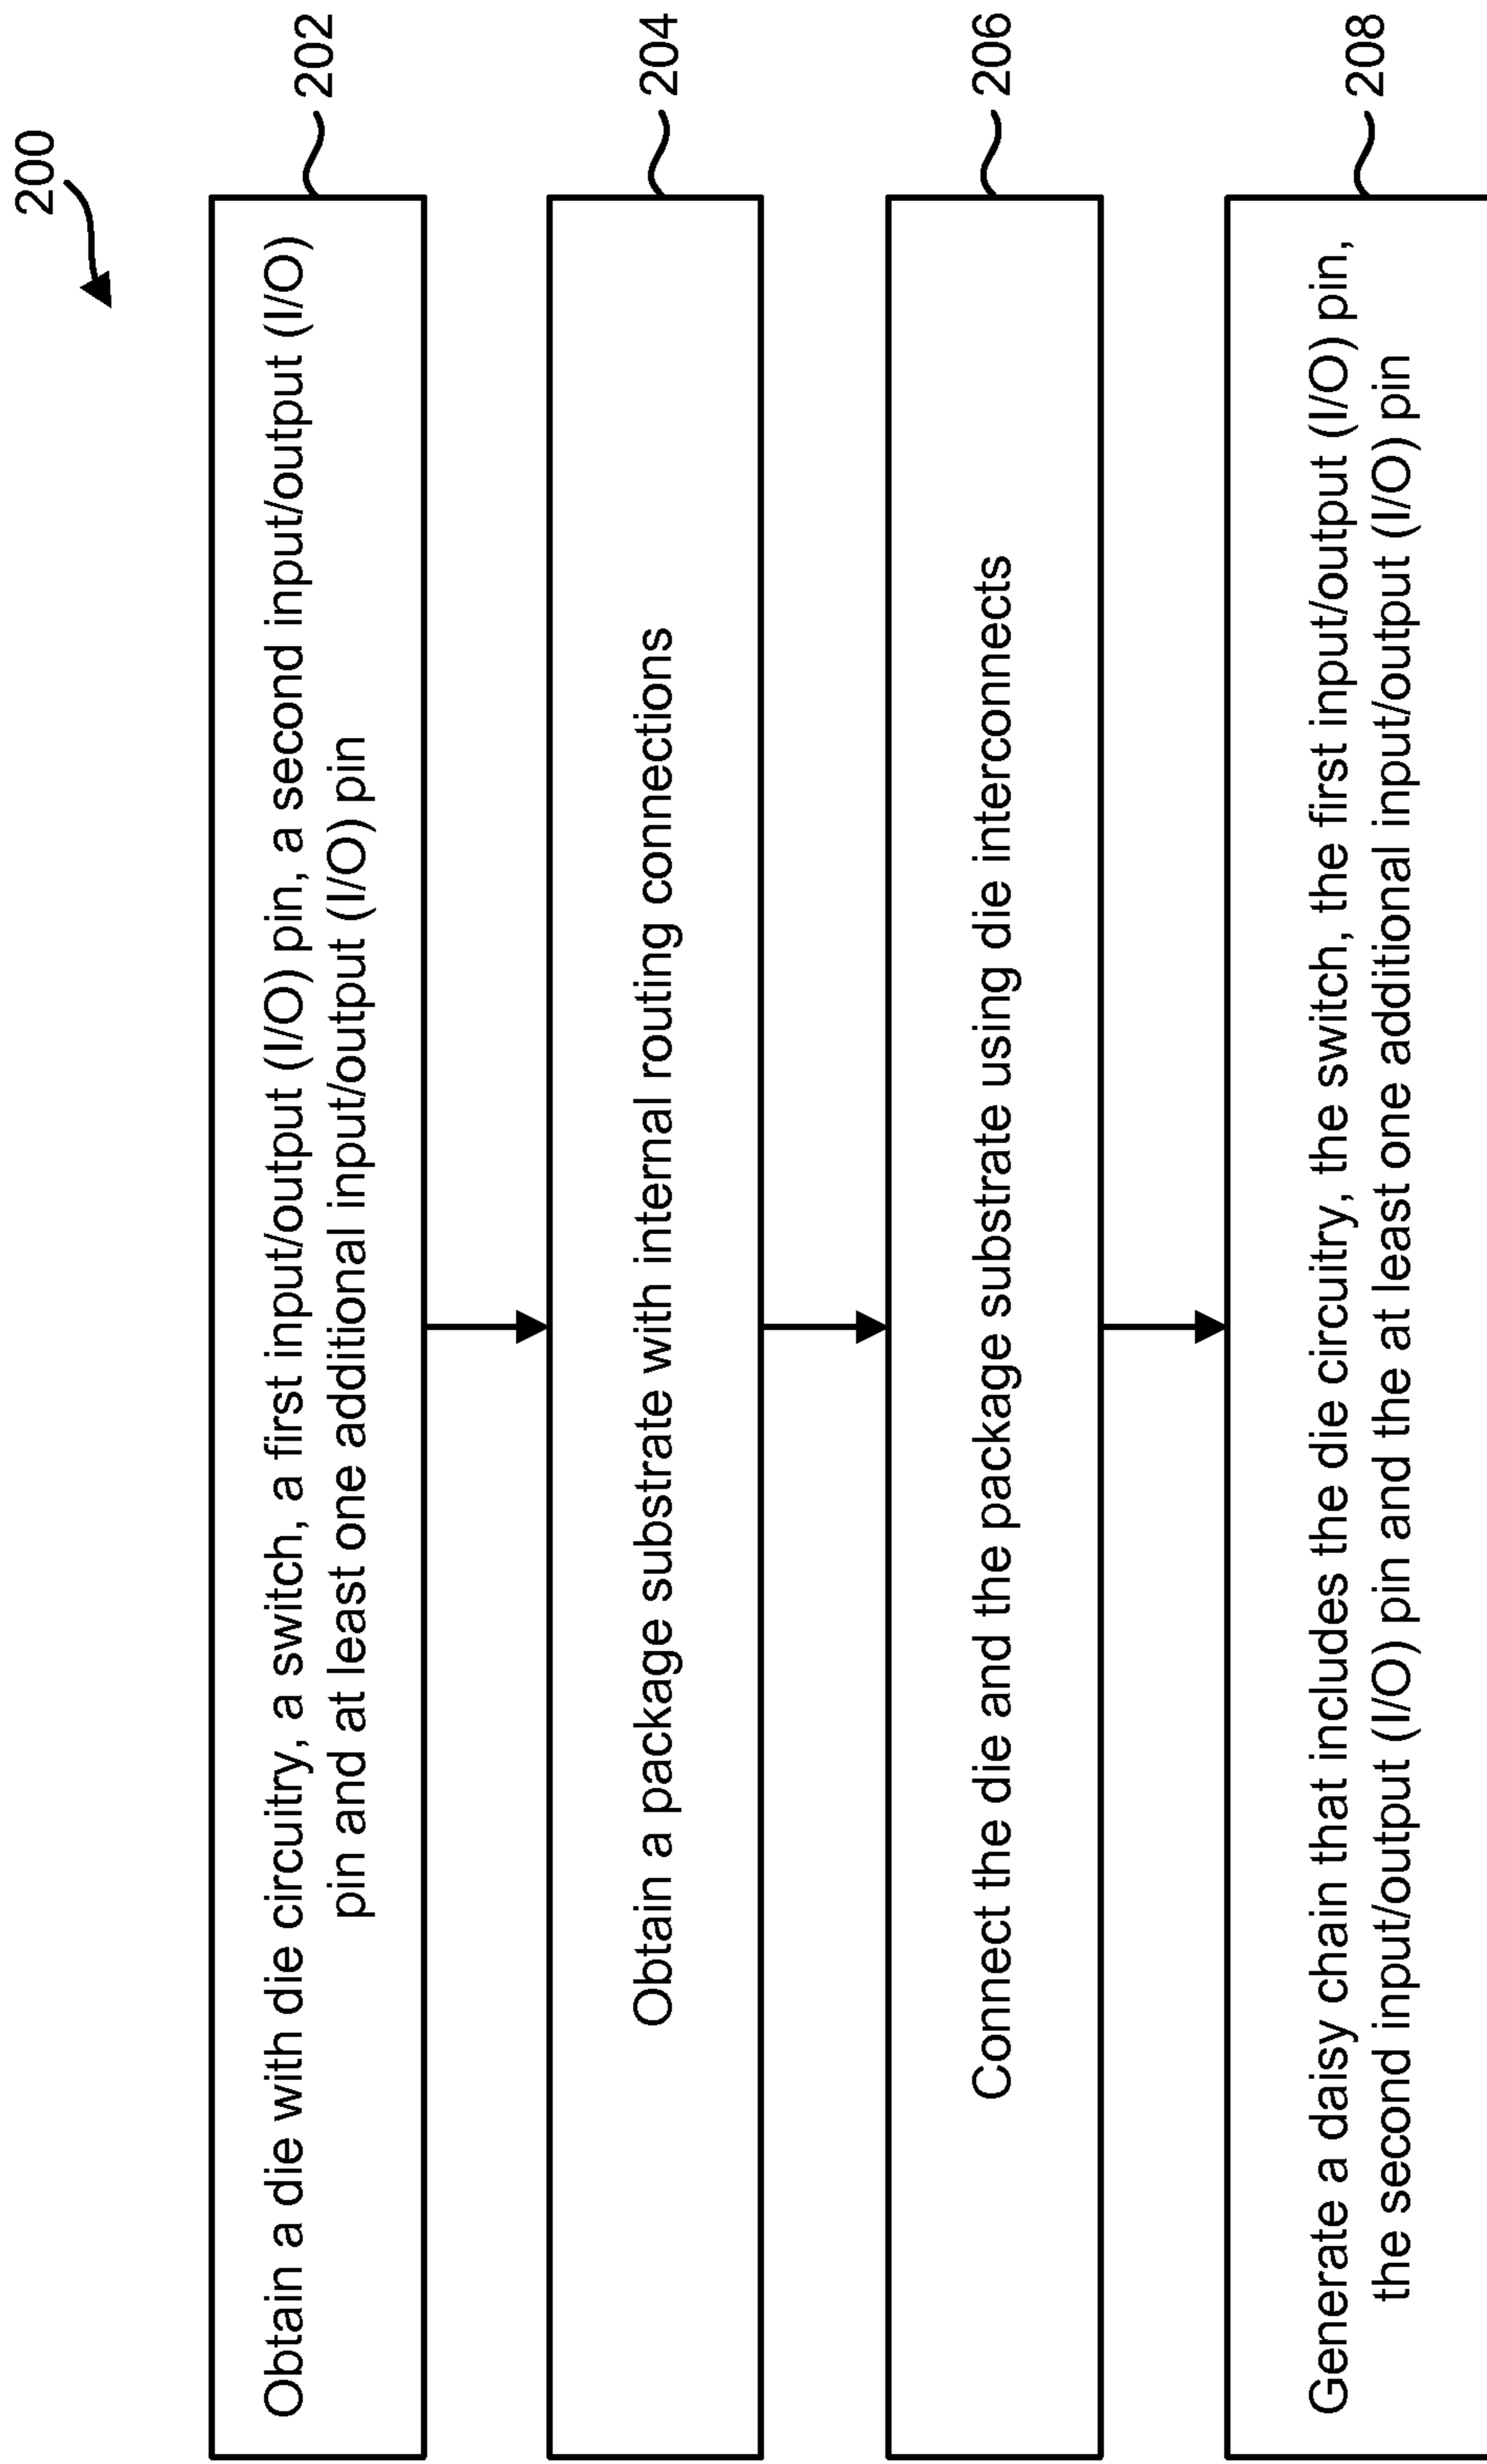 200
Obtain a die with die circuitry, a switch, a first input/output (I/O) pin, a second input/output (I/O)
pin and at least one additional input/output (I/O) pin
202
Obtain a package substrate with internal routing connections
204
Connect the die and the package substrate using die interconnects
206
Generate a daisy chain that includes the die circuitry, the switch, the first input/output (I/O) pin,
the second input/output (I/O) pin and the at least one additional input/output (I/O) pin
208